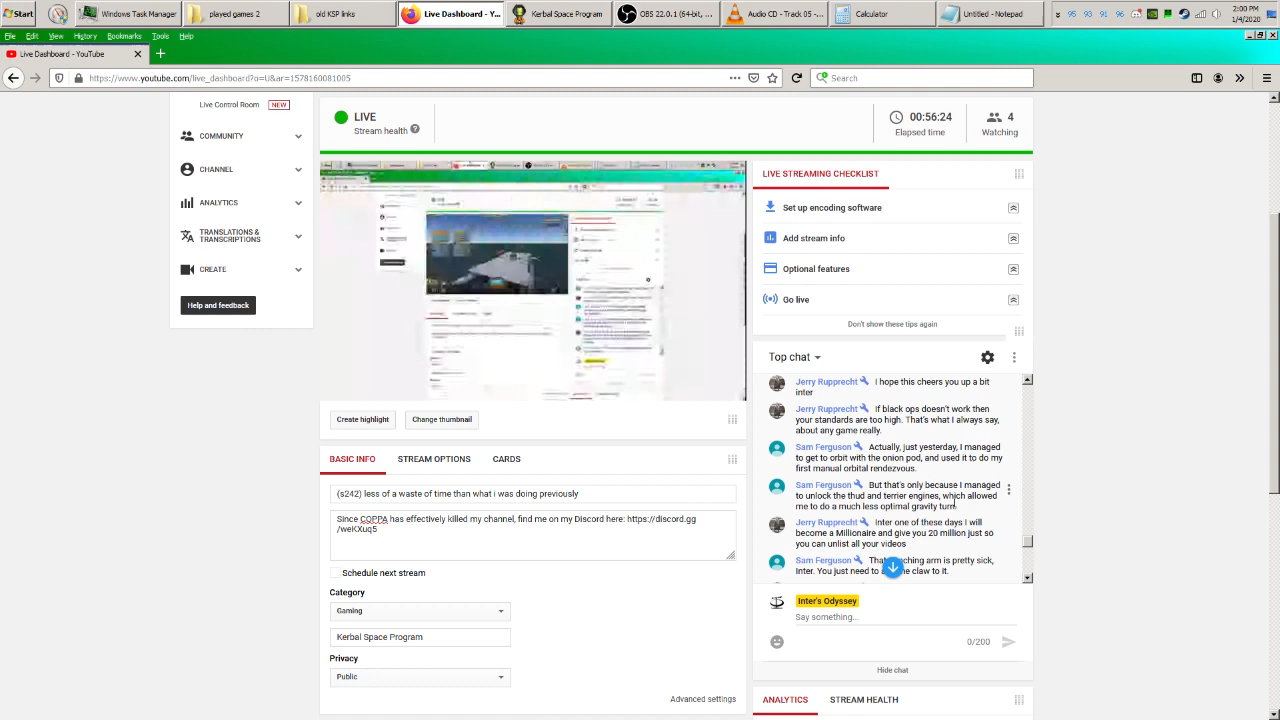 Start
Windows Task Manager
played games 2
old KSP links
Live Dashboard - Y...
Kerbal Space Program
OBS 22.0.1 (64-bit, ...
Audio CD - Track 05 -...
Calculator
Untitled - Notepad
95 93 96 86
2:00 PM
1/4/2020
File Edit View History Bookmarks Tools Help
Live Dashboard - YouTube
https://www.youtube.com/live_dashboard?o=U&ar=1578160081005
Search
Live Control Room NEW
COMMUNITY
CHANNEL
ANALYTICS
TRANSLATIONS &
TRANSCRIPTIONS
CREATE
Help and feedback
LIVE
Stream health
00:56:24
Elapsed time
4
Watching
Create highlight
Change thumbnail
BASIC INFO STREAM OPTIONS CARDS
(s242) less of a waste of time than what i was doing previously
Since COPPA has effectively killed my channel, find me on my Discord here: https://discord.gg
/weKXuq5
Schedule next stream
Category
Gaming
Kerbal Space Program
Privacy
Public
Advanced settings
LIVE STREAMING CHECKLIST
Set up encoding software
Add stream info
Optional features
Go live
Don't show these tips again
Top chat
Jerry Rupprecht I hope this cheers you up a bit
inter
Jerry Rupprecht If black ops doesn't work then
your standards are too high. That's what I always say,
about any game really.
Sam Ferguson Actually, just yesterday, I managed
to get to orbit with the onion pod, and used it to do my
first manual orbital rendezvous.
Sam Ferguson But that's only because I managed
to unlock the thud and terrier engines, which allowed
me to do a much less optimal gravity turn.
Jerry Rupprecht Inter one of these days I will
become a Millionaire and give you 20 million just so
you can unlist all your videos
Sam Ferguson arm is pretty sick,
Inter. You just need to claw to it.
Inter's Odyssey
Say something...
0/200
Hide chat
ANALYTICS STREAM HEALTH